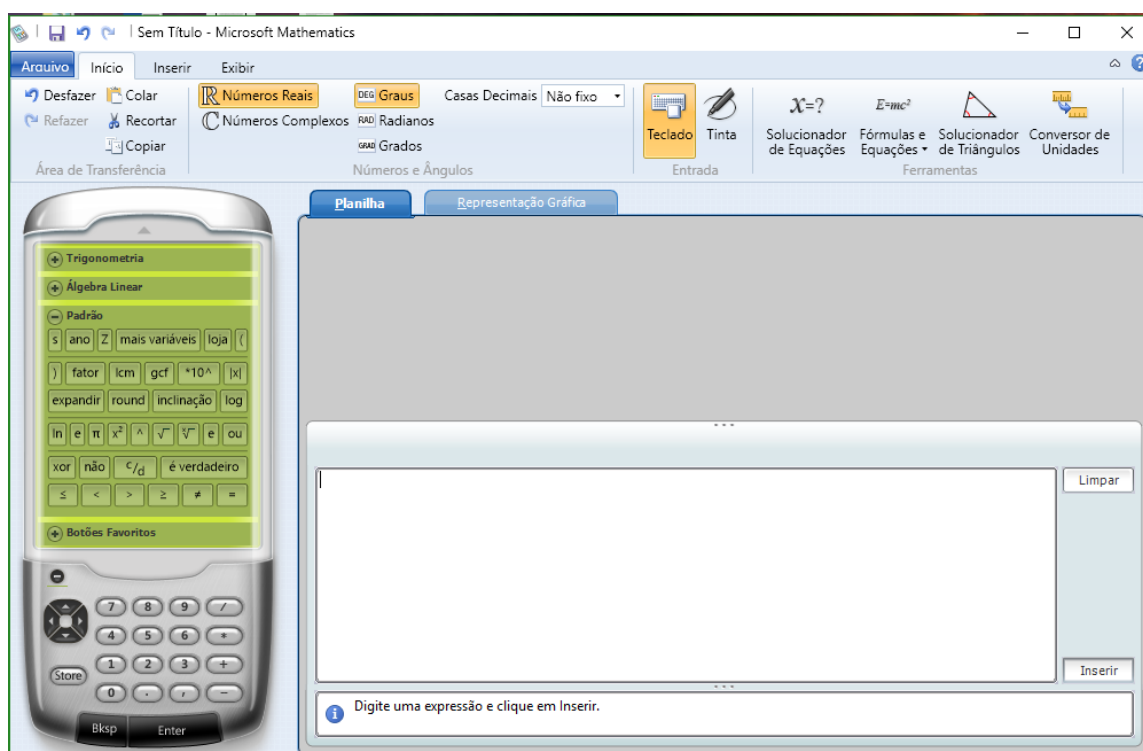 Sem Título - Microsoft Mathematics
Arquivo Início Inserir Exibir
Desfazer Colar
Refazer Recortar
Copiar
Área de Transferência
Números Reais
Números Complexos
DEG Graus
RAD Radianos
GRAD Grados
Casas Decimais Não fixo
Números e Ângulos
Teclado Tinta
Entrada
X=?
Solucionador de Equações
E=mc²
Fórmulas e Equações
Solucionador de Triângulos
Conversor de Unidades
Ferramentas
Planilha Representação Gráfica
Trigonometria
Álgebra Linear
Padrão
s ano Z mais variáveis loja (
) fator lcm gcf *10^ |x|
expandir round inclinação log
ln e π x² ^ √ ⁿ√ e ou
xor não c/d é verdadeiro
≤ < > ≥ ≠ =
Botões Favoritos
7 8 9 /
4 5 6 *
Store 1 2 3 +
0 . , −
Bksp Enter
Limpar
Inserir
Digite uma expressão e clique em Inserir.